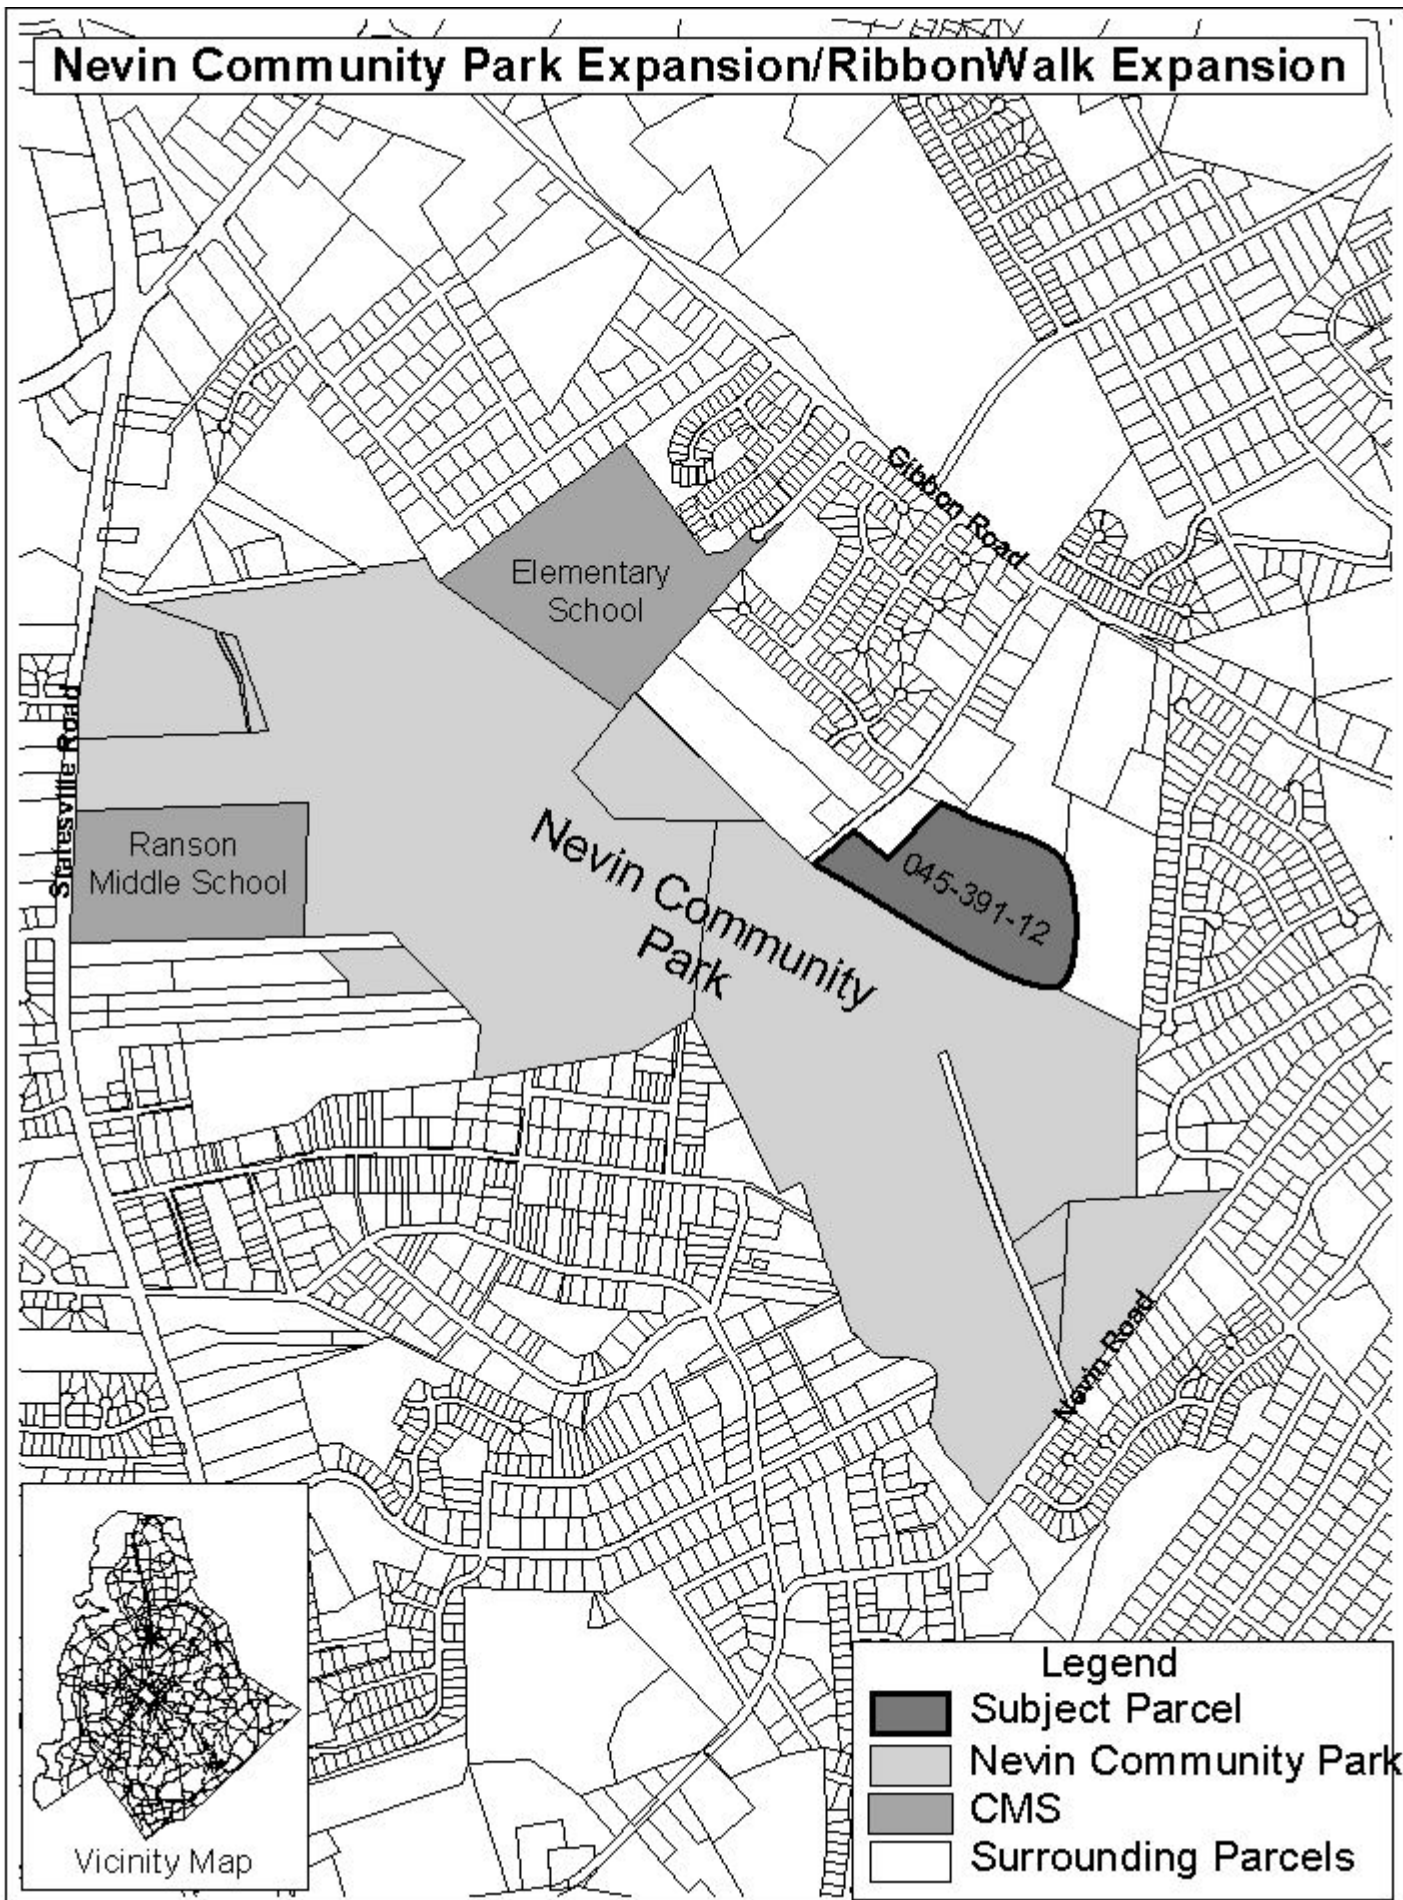 Nevin Community Park Expansion/RibbonWalk Expansion
Gibbon Road
Elementary
School
Statesville Road
Ranson
Middle School
Nevin Community
Park
045-391-12
Nevin Road
Vicinity Map
Legend
Subject Parcel
Nevin Community Park
CMS
Surrounding Parcels